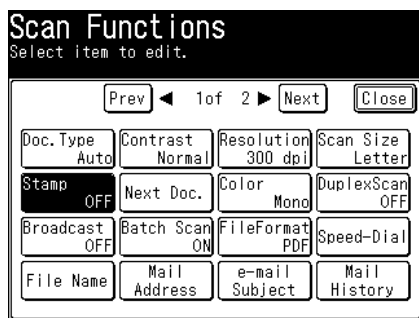 Scan Functions
Select item to edit.
Prev ◀ 1of 2 ▶ Next Close
Doc.Type Contrast Resolution Scan Size
Auto Normal 300 dpi Letter
Stamp Next Doc. Color DuplexScan
OFF Mono OFF
Broadcast Batch Scan FileFormat Speed-Dial
OFF ON PDF
File Name Mail e-mail Mail
Address Subject History